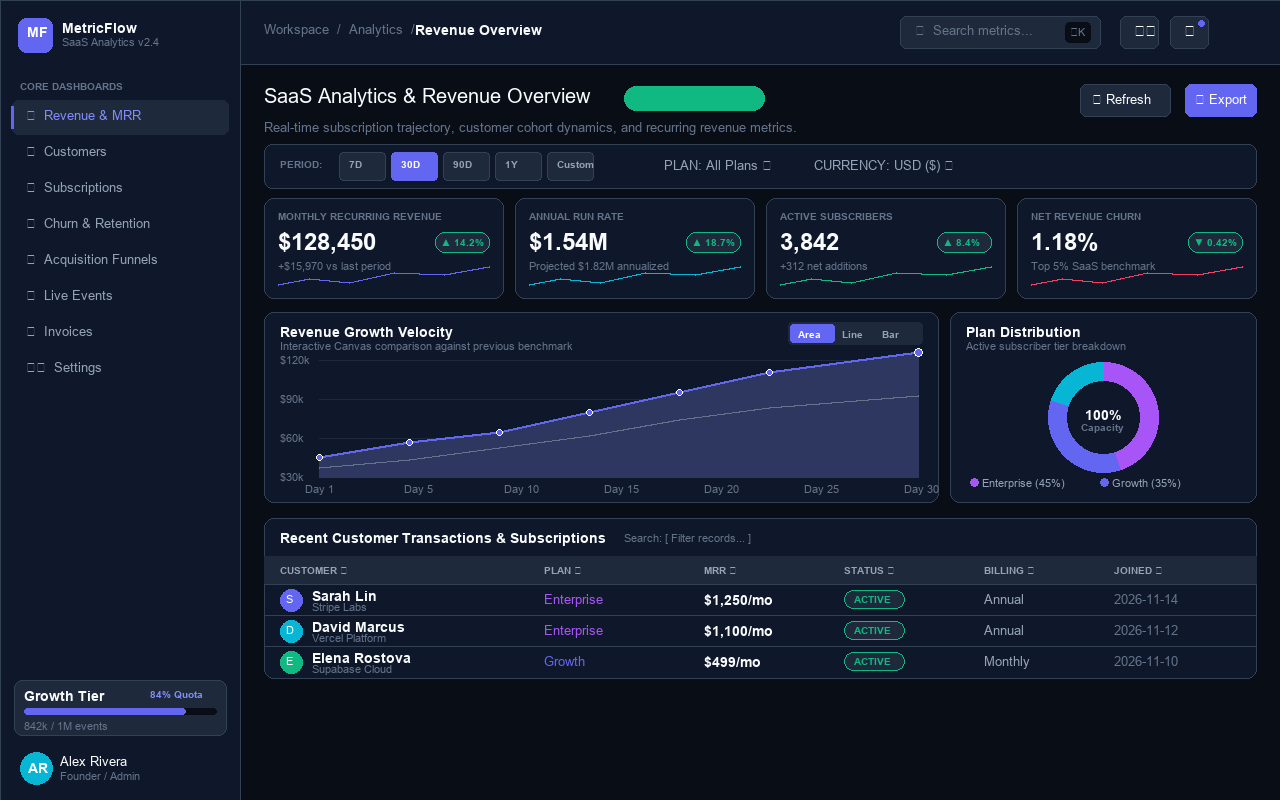 MF
MetricFlow
SaaS Analytics v2.4
CORE DASHBOARDS
Revenue & MRR
Customers
Subscriptions
Churn & Retention
Acquisition Funnels
Live Events
Invoices
Settings
Growth Tier
84% Quota
842k / 1M events
AR
Alex Rivera
Founder / Admin
Workspace / Analytics /Revenue Overview
Search metrics...
K
SaaS Analytics & Revenue Overview
Refresh
Export
Real-time subscription trajectory, customer cohort dynamics, and recurring revenue metrics.
PERIOD: 7D 30D 90D 1Y Custom
PLAN: All Plans
CURRENCY: USD ($)
MONTHLY RECURRING REVENUE
$128,450
▲ 14.2%
+$15,970 vs last period
ANNUAL RUN RATE
$1.54M
▲ 18.7%
Projected $1.82M annualized
ACTIVE SUBSCRIBERS
3,842
▲ 8.4%
+312 net additions
NET REVENUE CHURN
1.18%
▼ 0.42%
Top 5% SaaS benchmark
Revenue Growth Velocity
Interactive Canvas comparison against previous benchmark
Area Line Bar
$120k
$90k
$60k
$30k
Day 1 Day 5 Day 10 Day 15 Day 20 Day 25 Day 30
Plan Distribution
Active subscriber tier breakdown
100%
Capacity
Enterprise (45%)
Growth (35%)
Recent Customer Transactions & Subscriptions
Search: [ Filter records... ]
CUSTOMER PLAN MRR STATUS BILLING JOINED
S Sarah Lin Enterprise $1,250/mo ACTIVE Annual 2026-11-14
Stripe Labs
D David Marcus Enterprise $1,100/mo ACTIVE Annual 2026-11-12
Vercel Platform
E Elena Rostova Growth $499/mo ACTIVE Monthly 2026-11-10
Supabase Cloud